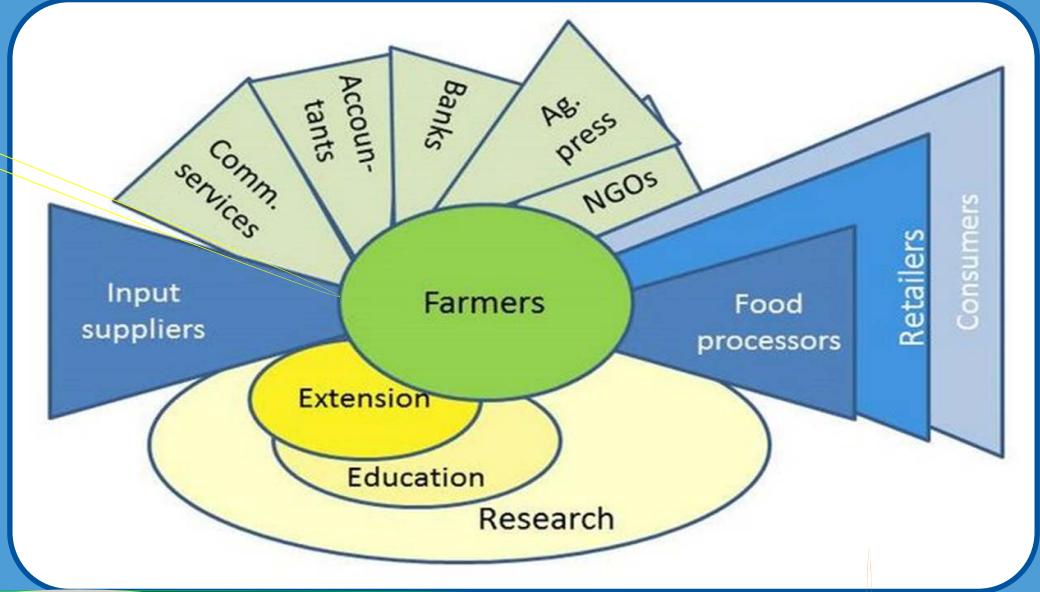 Comm.
services
Accoun-
tants
Banks
Ag.
press
NGOs
Input
suppliers
Farmers
Food
processors
Retailers
Consumers
Extension
Education
Research